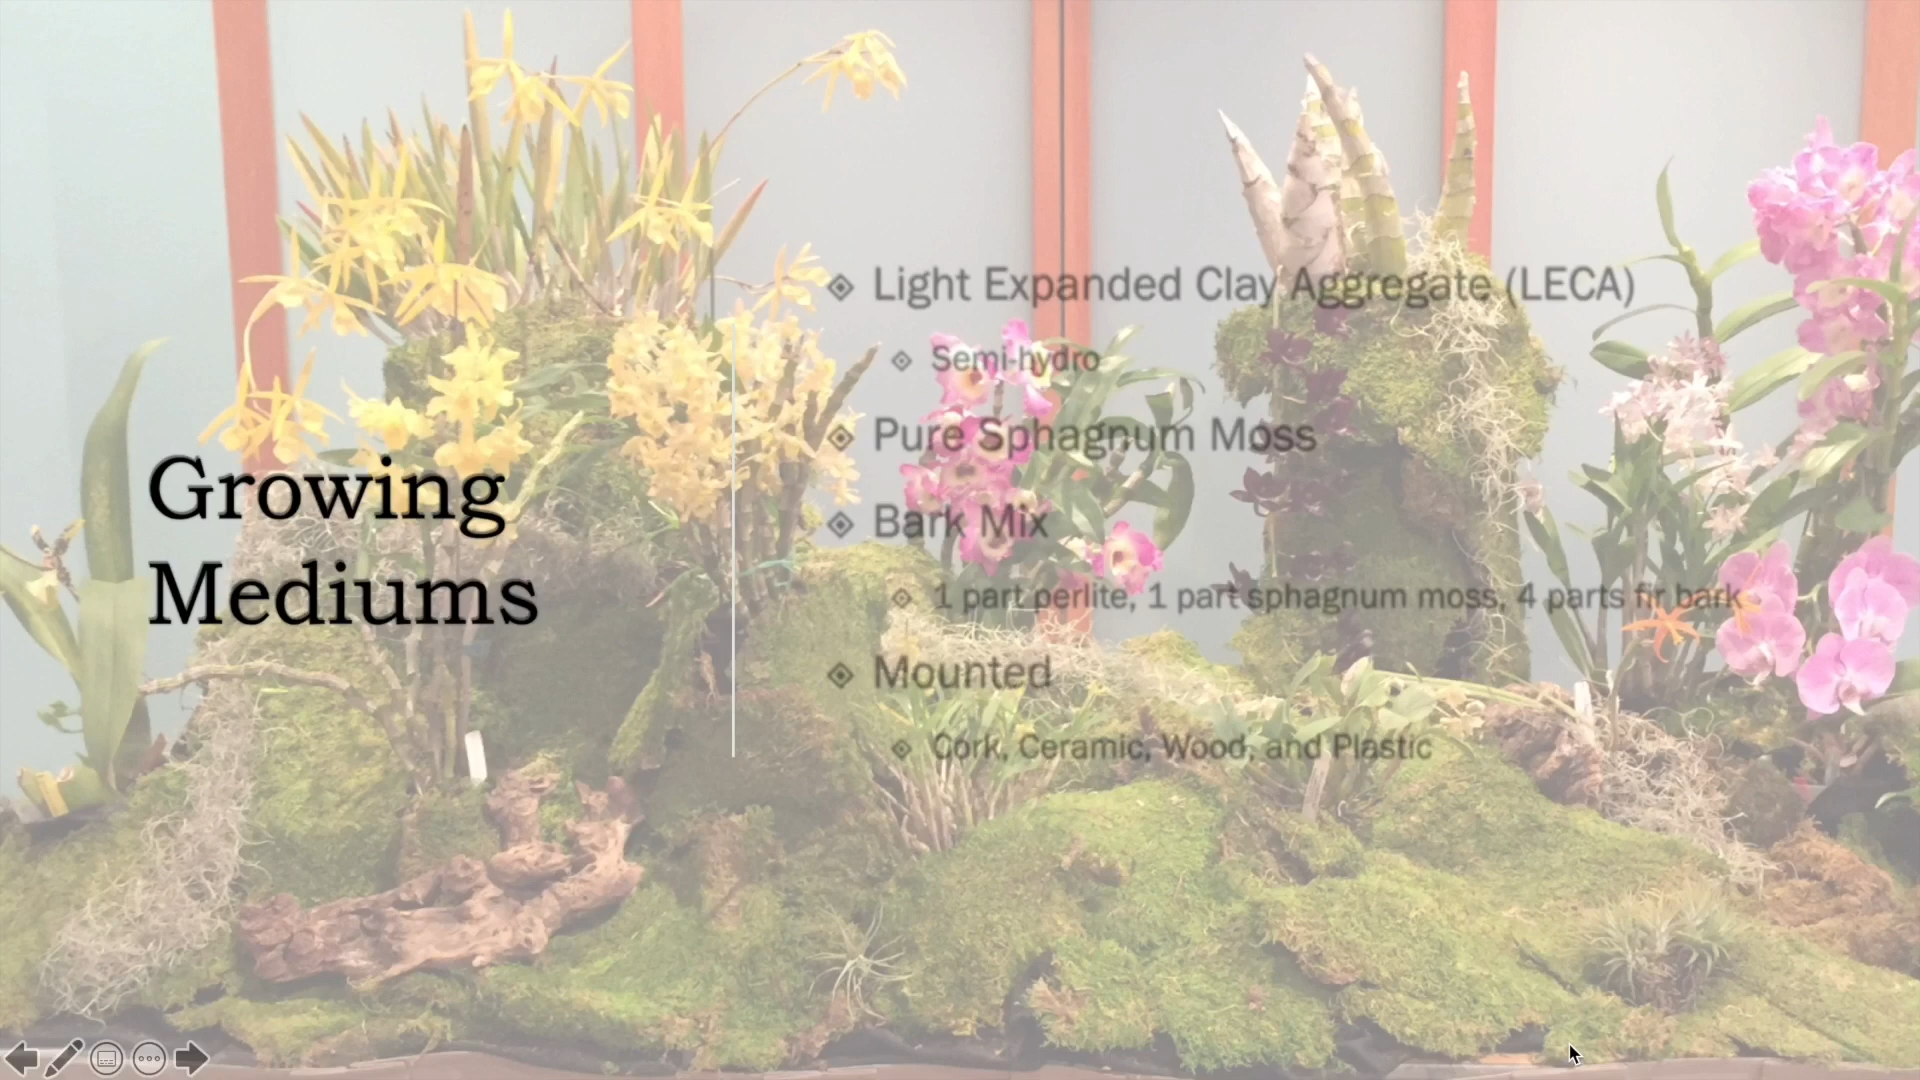 Growing
Mediums
Light Expanded Clay Aggregate (LECA)
Semi-hydro
Pure Sphagnum Moss
Bark Mix
1 part perlite, 1 part sphagnum moss, 4 parts fir bark
Mounted
Cork, Ceramic, Wood, and Plastic